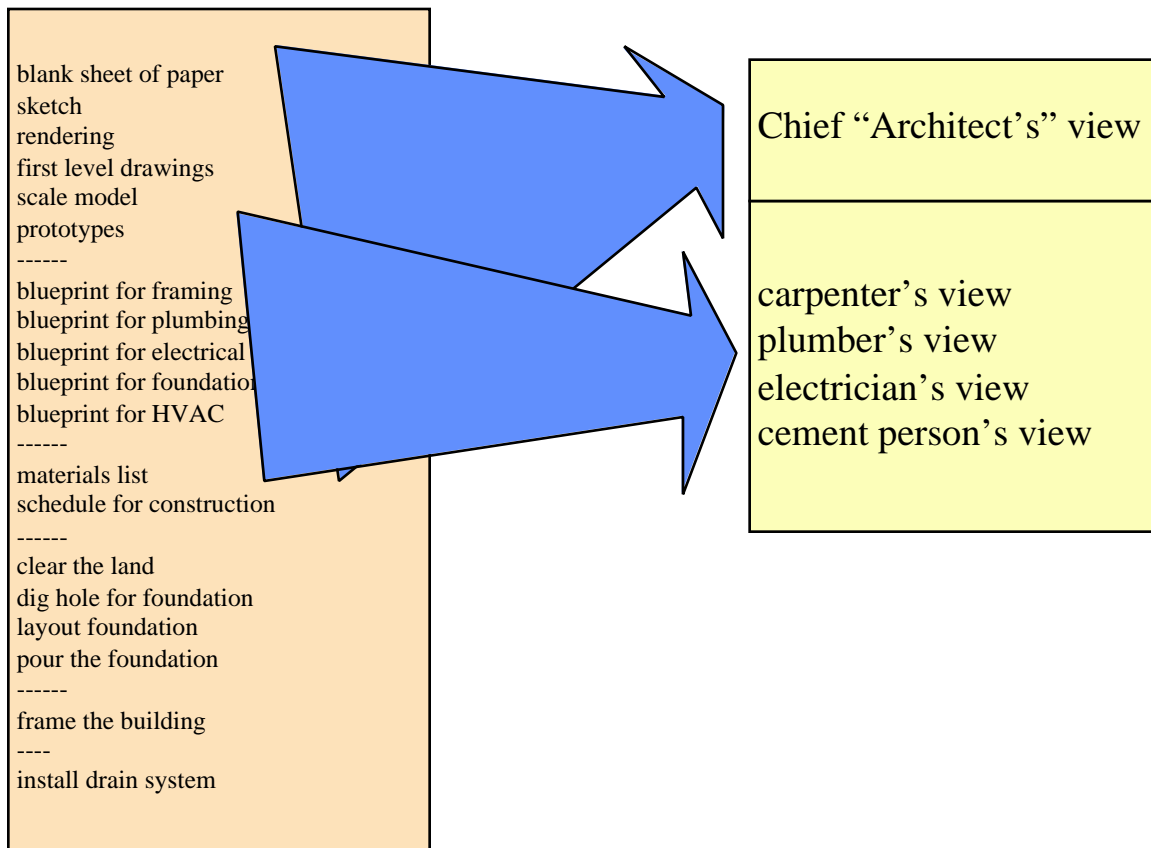 blank sheet of paper
sketch
rendering
first level drawings
scale model
prototypes
------
blueprint for framing
blueprint for plumbing
blueprint for electrical
blueprint for foundation
blueprint for HVAC
------
materials list
schedule for construction
------
clear the land
dig hole for foundation
layout foundation
pour the foundation
------
frame the building
----
install drain system
Chief “Architect’s” view
carpenter’s view
plumber’s view
electrician’s view
cement person’s view